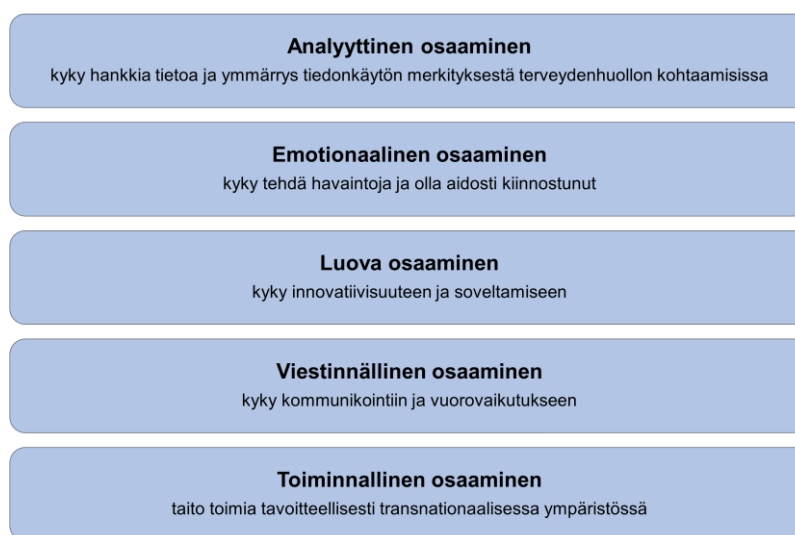 Analyyttinen osaaminen
kyky hankkia tietoa ja ymmärrys tiedonkäytön merkityksestä terveydenhuollon kohtaamisissa
Emotionaalinen osaaminen
kyky tehdä havaintoja ja olla aidosti kiinnostunut
Luova osaaminen
kyky innovatiivisuuteen ja soveltamiseen
Viestinnällinen osaaminen
kyky kommunikointiin ja vuorovaikutukseen
Toiminnallinen osaaminen
taito toimia tavoitteellisesti transnationaalisessa ympäristössä